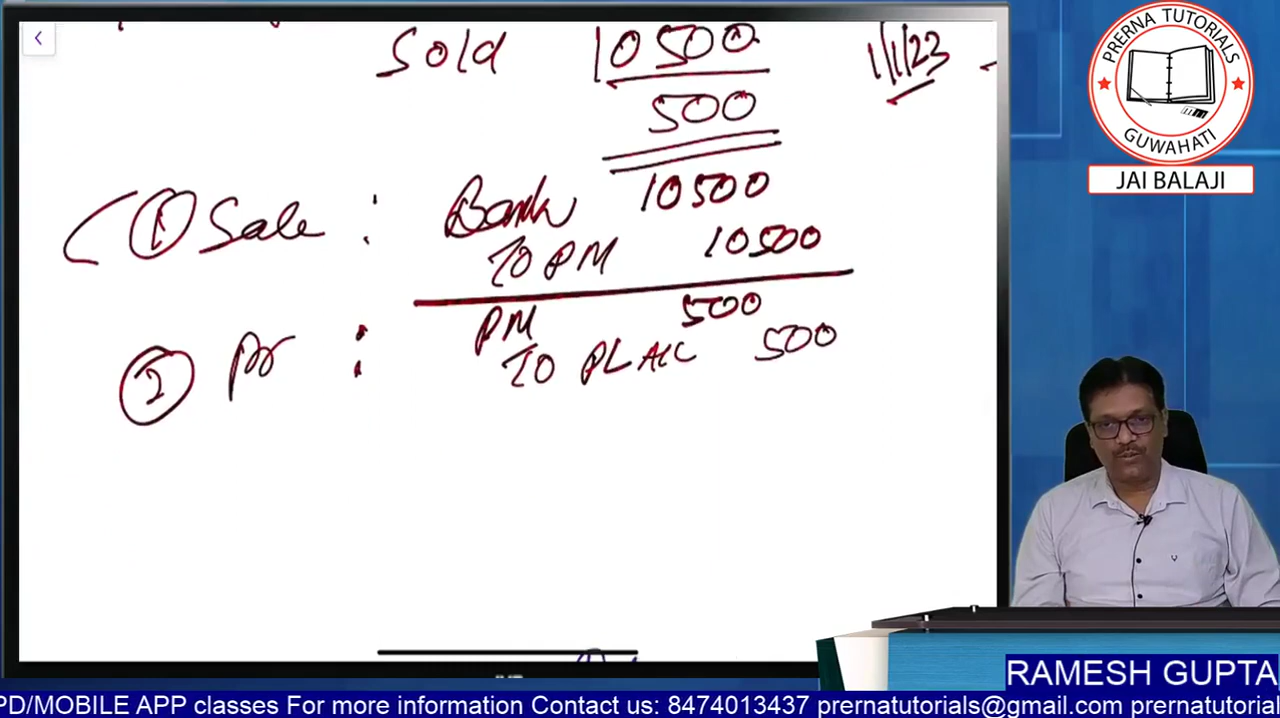 Sold 10500 1/1/23
500
① Sale : Bank 10500
To PM 10500
② Pr : PM 500
To PL A/C 500
PRERNA TUTORIALS
GUWAHATI
JAI BALAJI
RAMESH GUPTA
PD/MOBILE APP classes For more information Contact us: 8474013437 prernatutorials@gmail.com prernatutorial